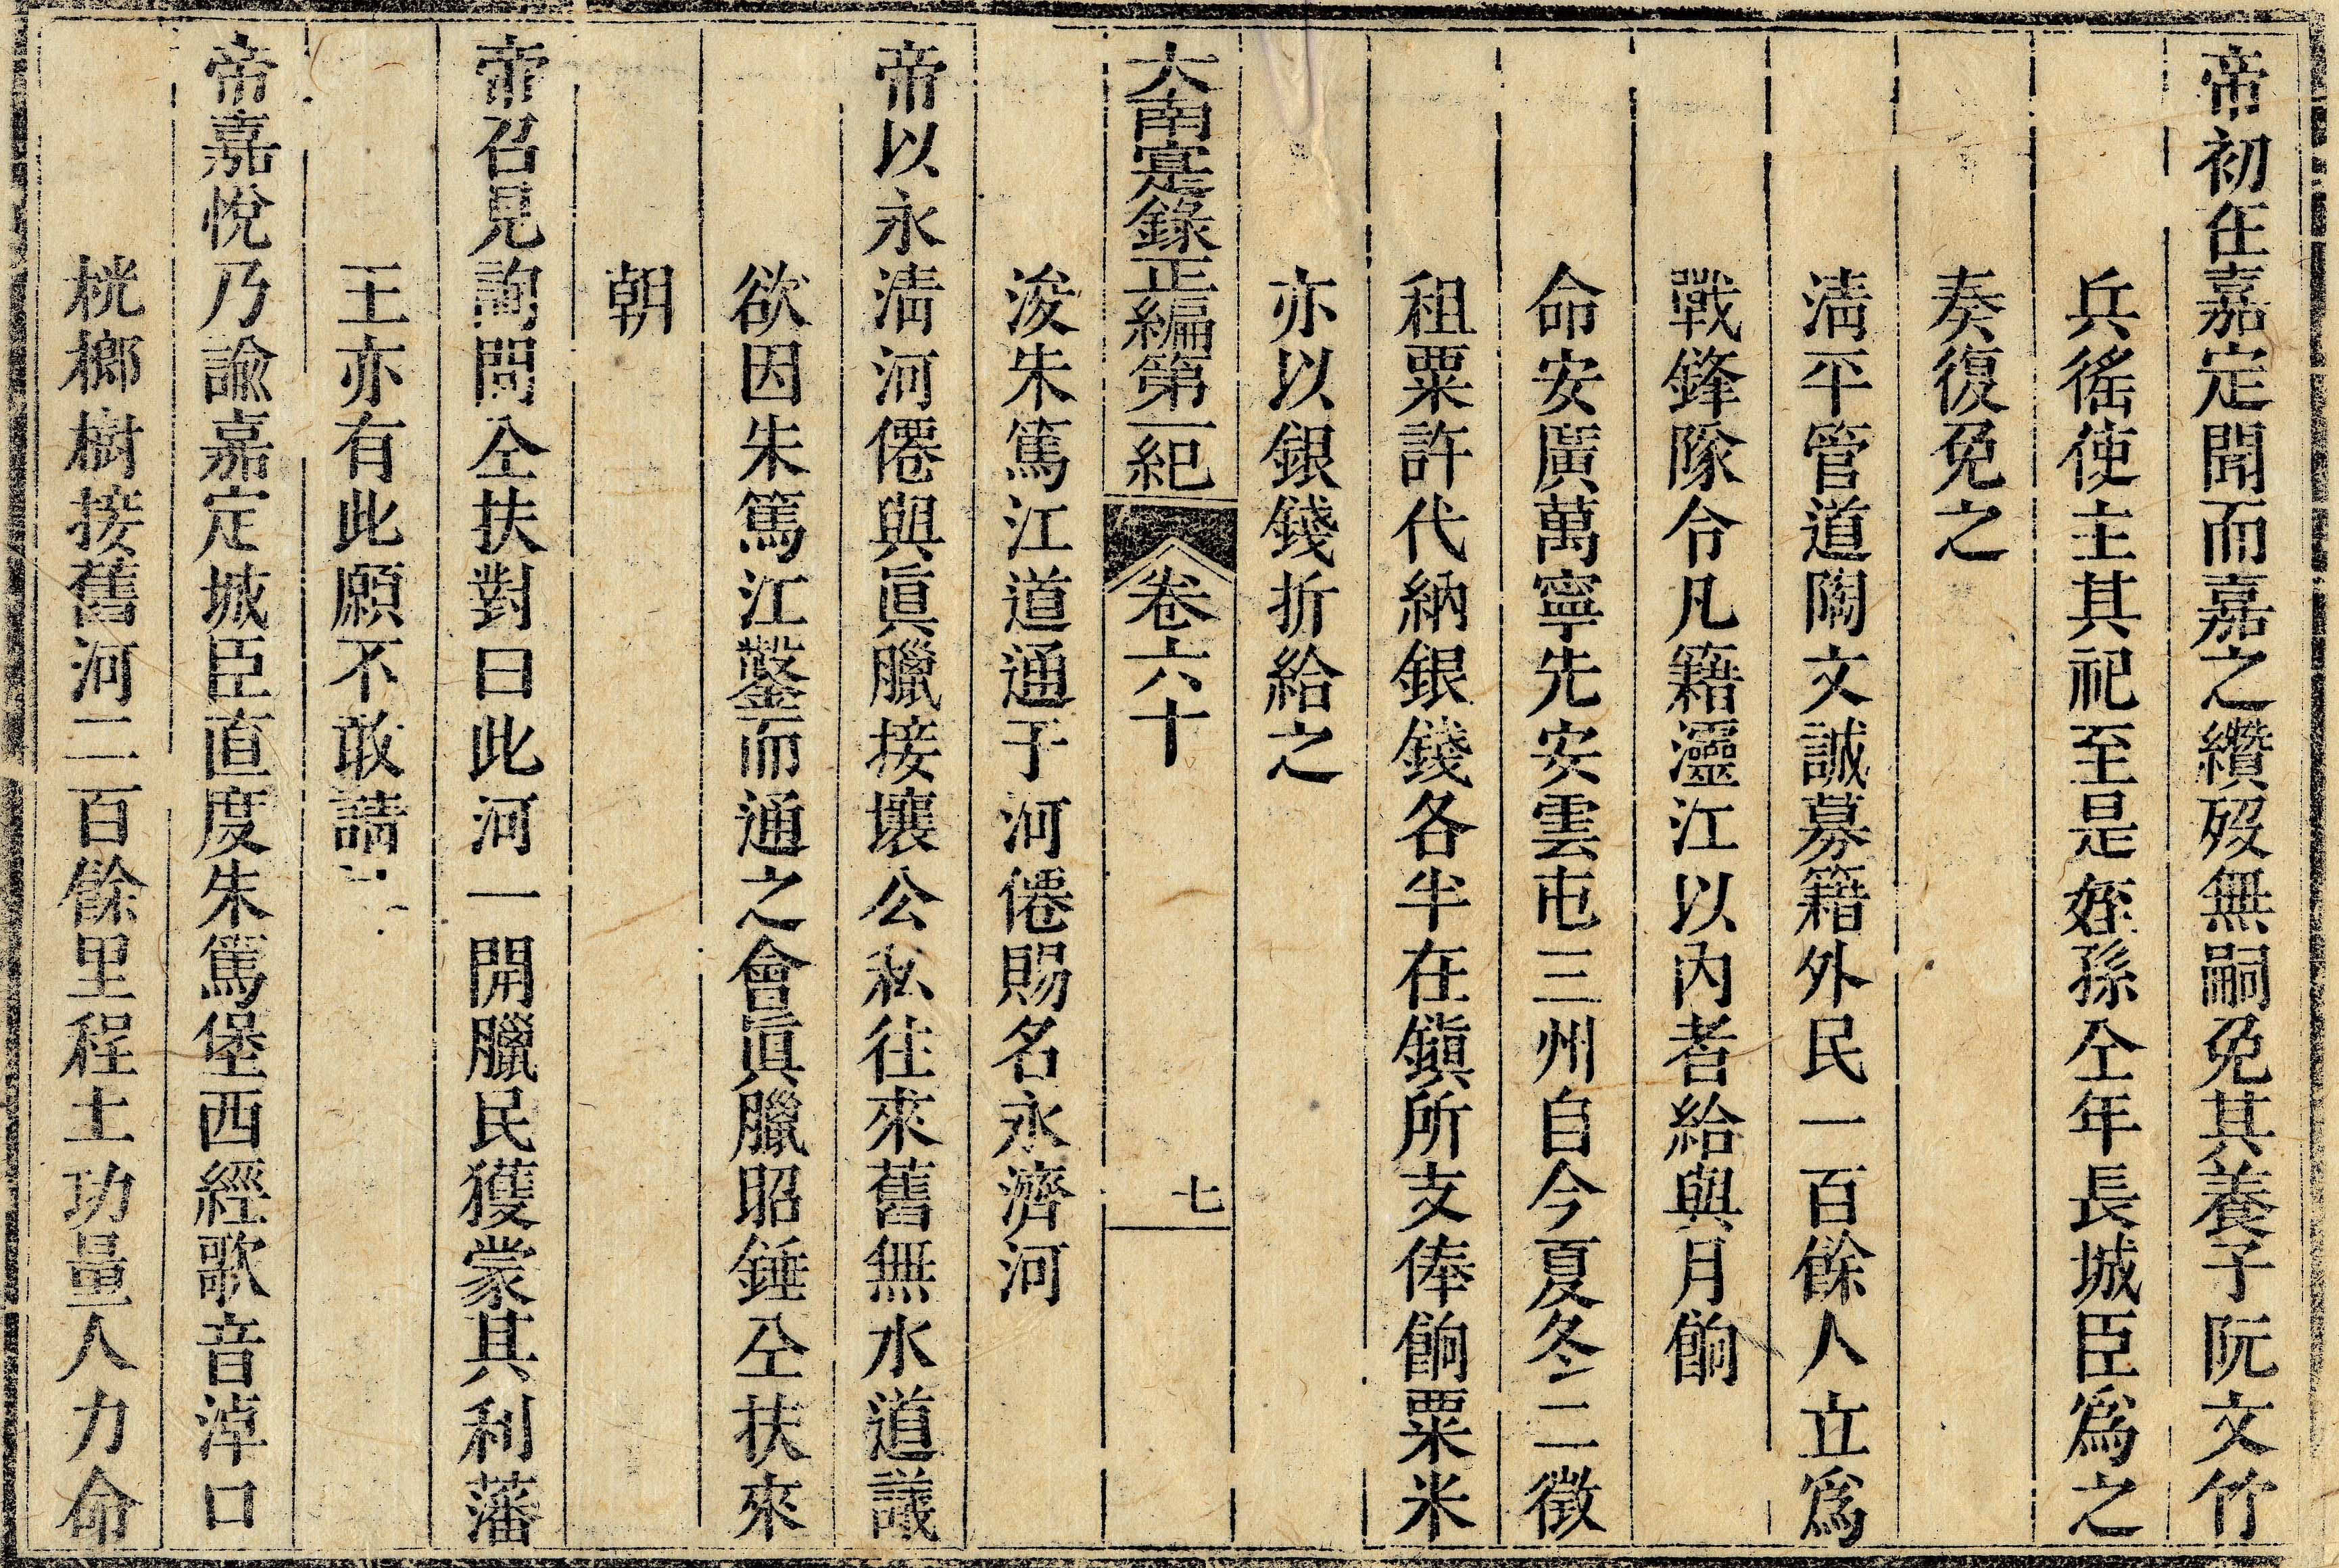 帝初在嘉定聞而嘉之纘歿無嗣免其養子阮文竹
兵徭使主其祀至是姪孫仝年長城臣爲之
奏復免之
清平管道陶文誠募籍外民一百餘人立爲
戰鋒隊令凡籍𤅷江以內者給與月餉
命安廣萬寧先安雲屯三州自今夏冬二徵
租粟許代納銀錢各半在鎭所支俸餉粟米
亦以銀錢折給之
大南寔錄正編第一紀 卷六十 七
浚朱篤江道通于河僊賜名永濟河
帝以永淸河僊與眞臘接壤公私往來舊無水道議
欲因朱篤江鑿而通之會眞臘昭錘仝扶來
朝
帝召見詢問仝扶對曰此河一開臘民獲蒙其利藩
王亦有此願不敢請
帝嘉悅乃諭嘉定城臣直度朱篤堡西經歌音淖口
桄榔樹接舊河二百餘里程土功量人力命